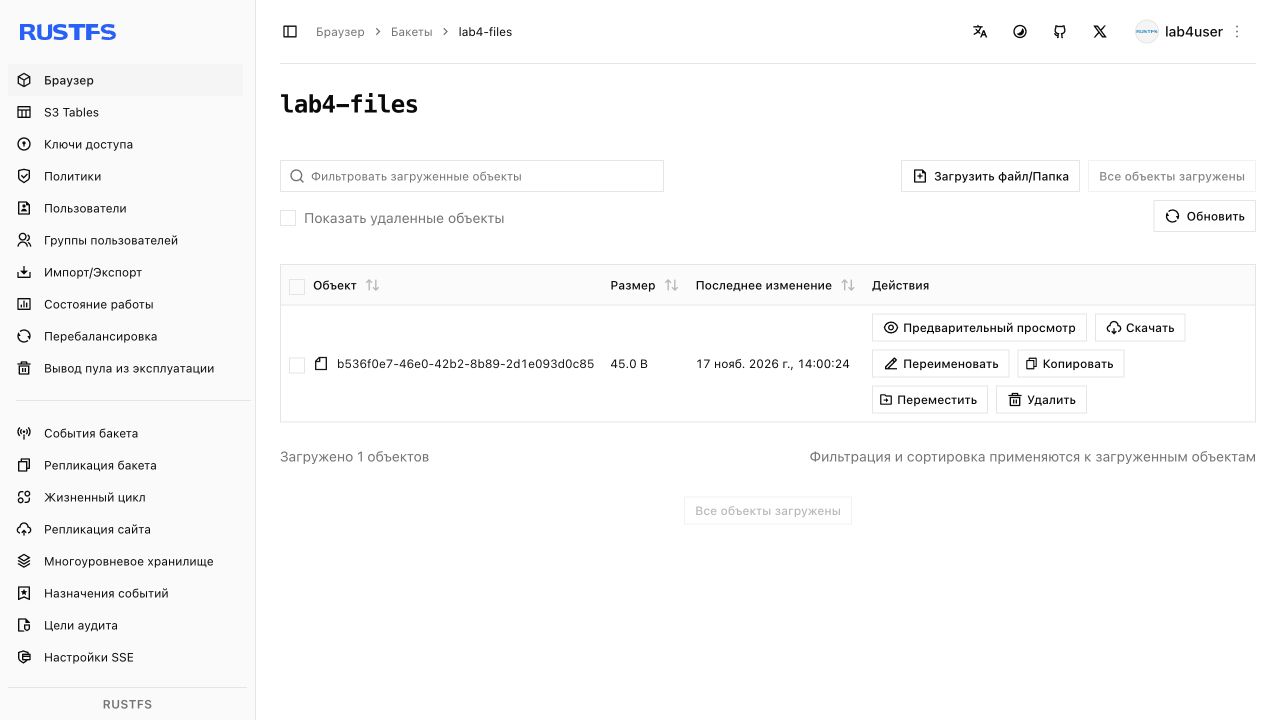 RUSTFS
Браузер
S3 Tables
Ключи доступа
Политики
Пользователи
Группы пользователей
Импорт/Экспорт
Состояние работы
Перебалансировка
Вывод пула из эксплуатации
События бакета
Репликация бакета
Жизненный цикл
Репликация сайта
Многоуровневое хранилище
Назначения событий
Цели аудита
Настройки SSE
RUSTFS
Браузер > Бакеты > lab4-files
RUSTFS lab4user
lab4-files
Фильтровать загруженные объекты
Загрузить файл/Папка
Все объекты загружены
Показать удаленные объекты
Обновить
Объект Размер Последнее изменение Действия
b536f0e7-46e0-42b2-8b89-2d1e093d0c85 45.0 B 17 нояб. 2026 г., 14:00:24
Предварительный просмотр Скачать
Переименовать Копировать
Переместить Удалить
Загружено 1 объектов
Фильтрация и сортировка применяются к загруженным объектам
Все объекты загружены